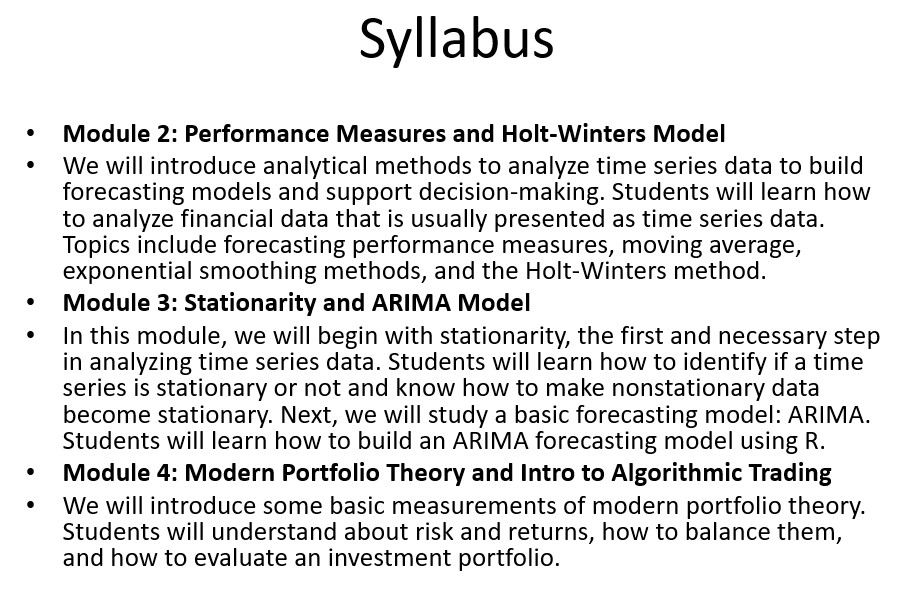 Syllabus
• Module 2: Performance Measures and Holt-Winters Model
• We will introduce analytical methods to analyze time series data to build
forecasting models and support decision-making. Students will learn how
to analyze financial data that is usually presented as time series data.
Topics include forecasting performance measures, moving average,
exponential smoothing methods, and the Holt-Winters method.
• Module 3: Stationarity and ARIMA Model
• In this module, we will begin with stationarity, the first and necessary step
in analyzing time series data. Students will learn how to identify if a time
series is stationary or not and know how to make nonstationary data
become stationary. Next, we will study a basic forecasting model: ARIMA.
Students will learn how to build an ARIMA forecasting model using R.
• Module 4: Modern Portfolio Theory and Intro to Algorithmic Trading
• We will introduce some basic measurements of modern portfolio theory.
Students will understand about risk and returns, how to balance them,
and how to evaluate an investment portfolio.